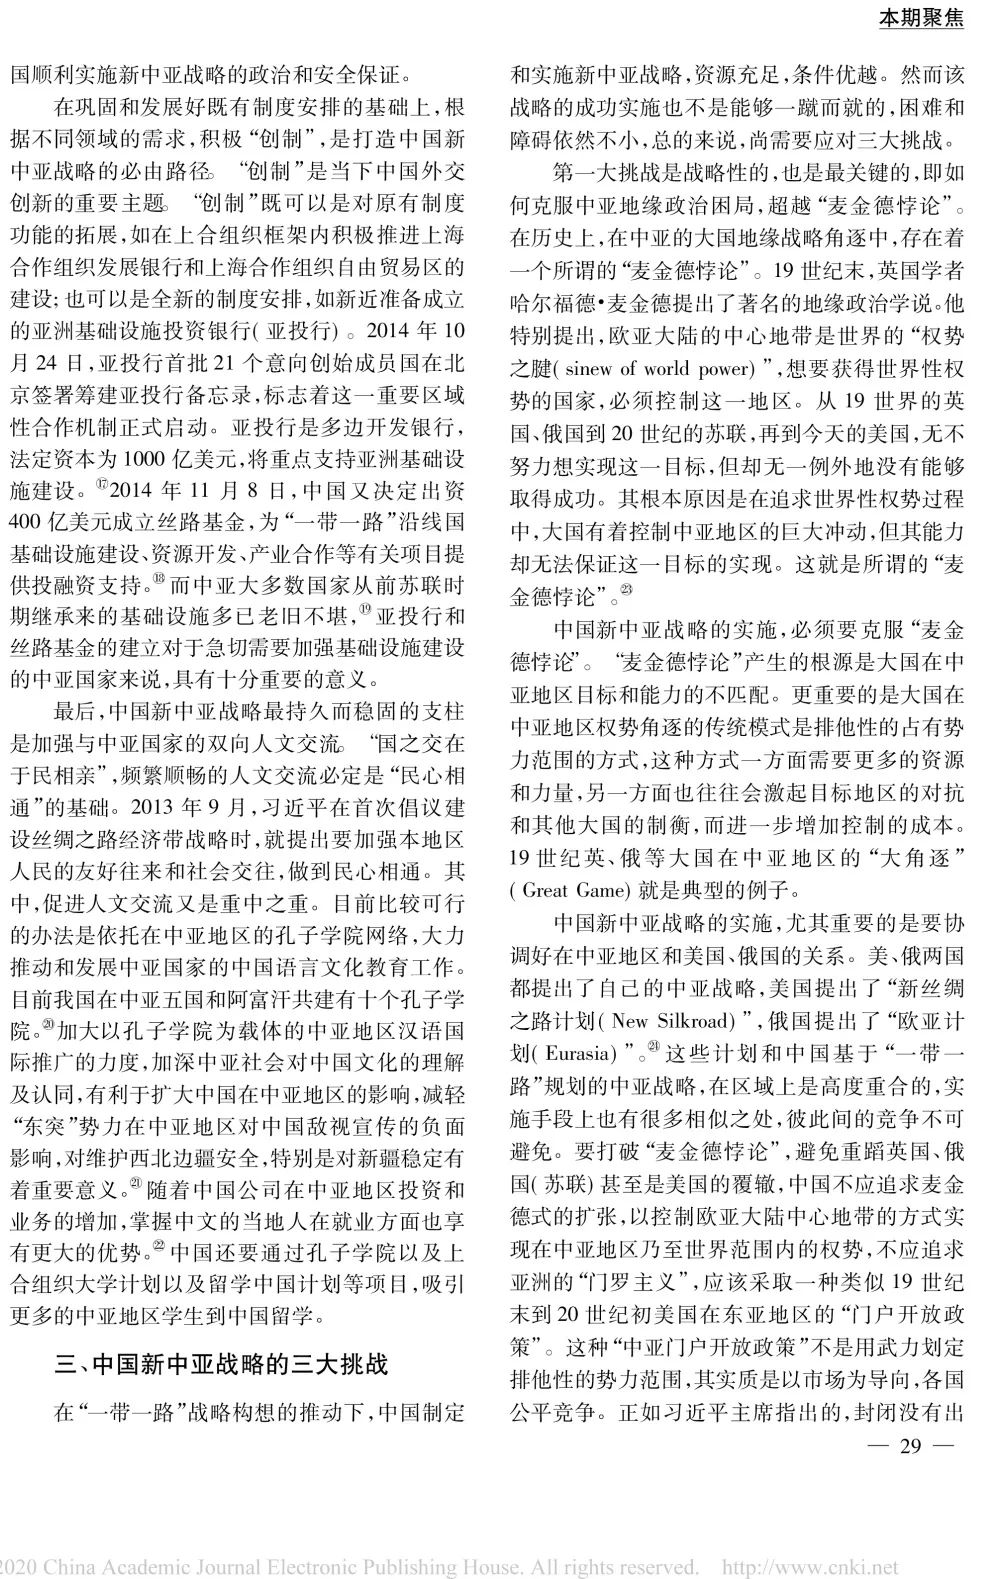 本期聚焦
国顺利实施新中亚战略的政治和安全保证。
在巩固和发展好既有制度安排的基础上，根
据不同领域的需求，积极“创制”，是打造中国新
中亚战略的必由路径。“创制”是当下中国外交
创新的重要主题。“创制”既可以是对原有制度
功能的拓展，如在上合组织框架内积极推进上海
合作组织发展银行和上海合作组织自由贸易区的
建设；也可以是全新的制度安排，如新近准备成立
的亚洲基础设施投资银行（亚投行）。2014 年 10
月 24 日，亚投行首批 21 个意向创始成员国在北
京签署筹建亚投行备忘录，标志着这一重要区域
性合作机制正式启动。亚投行是多边开发银行，
法定资本为 1000 亿美元，将重点支持亚洲基础设
施建设。⑰2014 年 11 月 8 日，中国又决定出资
400 亿美元成立丝路基金，为“一带一路”沿线国
基础设施建设、资源开发、产业合作等有关项目提
供投融资支持。⑱而中亚大多数国家从前苏联时
期继承来的基础设施多已老旧不堪，⑲亚投行和
丝路基金的建立对于急切需要加强基础设施建设
的中亚国家来说，具有十分重要的意义。
最后，中国新中亚战略最持久而稳固的支柱
是加强与中亚国家的双向人文交流。“国之交在
于民相亲”，频繁顺畅的人文交流必定是“民心相
通”的基础。2013 年 9 月，习近平在首次倡议建
设丝绸之路经济带战略时，就提出要加强本地区
人民的友好往来和社会交往，做到民心相通。其
中，促进人文交流又是重中之重。目前比较可行
的办法是依托在中亚地区的孔子学院网络，大力
推动和发展中亚国家的中国语言文化教育工作。
目前我国在中亚五国和阿富汗共建有十个孔子学
院。⑳加大以孔子学院为载体的中亚地区汉语国
际推广的力度，加深中亚社会对中国文化的理解
及认同，有利于扩大中国在中亚地区的影响，减轻
“东突”势力在中亚地区对中国敌视宣传的负面
影响，对维护西北边疆安全，特别是对新疆稳定有
着重要意义。㉑随着中国公司在中亚地区投资和
业务的增加，掌握中文的当地人在就业方面也享
有更大的优势。㉒中国还要通过孔子学院以及上
合组织大学计划以及留学中国计划等项目，吸引
更多的中亚地区学生到中国留学。
三、中国新中亚战略的三大挑战
在“一带一路”战略构想的推动下，中国制定
和实施新中亚战略，资源充足，条件优越。然而该
战略的成功实施也不是能够一蹴而就的，困难和
障碍依然不小，总的来说，尚需要应对三大挑战。
第一大挑战是战略性的，也是最关键的，即如
何克服中亚地缘政治困局，超越“麦金德悖论”。
在历史上，在中亚的大国地缘战略角逐中，存在着
一个所谓的“麦金德悖论”。19 世纪末，英国学者
哈尔福德•麦金德提出了著名的地缘政治学说。他
特别提出，欧亚大陆的中心地带是世界的“权势
之腱（sinew of world power）”，想要获得世界性权
势的国家，必须控制这一地区。从 19 世界的英
国、俄国到 20 世纪的苏联，再到今天的美国，无不
努力想实现这一目标，但却无一例外地没有能够
取得成功。其根本原因是在追求世界性权势过程
中，大国有着控制中亚地区的巨大冲动，但其能力
却无法保证这一目标的实现。这就是所谓的“麦
金德悖论”。㉓
中国新中亚战略的实施，必须要克服“麦金
德悖论”。“麦金德悖论”产生的根源是大国在中
亚地区目标和能力的不匹配。更重要的是大国在
中亚地区权势角逐的传统模式是排他性的占有势
力范围的方式，这种方式一方面需要更多的资源
和力量，另一方面也往往会激起目标地区的对抗
和其他大国的制衡，而进一步增加控制的成本。
19 世纪英、俄等大国在中亚地区的“大角逐”
（Great Game）就是典型的例子。
中国新中亚战略的实施，尤其重要的是要协
调好在中亚地区和美国、俄国的关系。美、俄两国
都提出了自己的中亚战略，美国提出了“新丝绸
之路计划（New Silkroad）”，俄国提出了“欧亚计
划（Eurasia）”。㉔这些计划和中国基于“一带一
路”规划的中亚战略，在区域上是高度重合的，实
施手段上也有很多相似之处，彼此间的竞争不可
避免。要打破“麦金德悖论”，避免重蹈英国、俄
国（苏联）甚至是美国的覆辙，中国不应追求麦金
德式的扩张，以控制欧亚大陆中心地带的方式实
现在中亚地区乃至世界范围内的权势，不应追求
亚洲的“门罗主义”，应该采取一种类似 19 世纪
末到 20 世纪初美国在东亚地区的“门户开放政
策”。这种“中亚门户开放政策”不是用武力划定
排他性的势力范围，其实质是以市场为导向，各国
公平竞争。正如习近平主席指出的，封闭没有出
— 29 —
2020 China Academic Journal Electronic Publishing House. All rights reserved. http://www.cnki.net